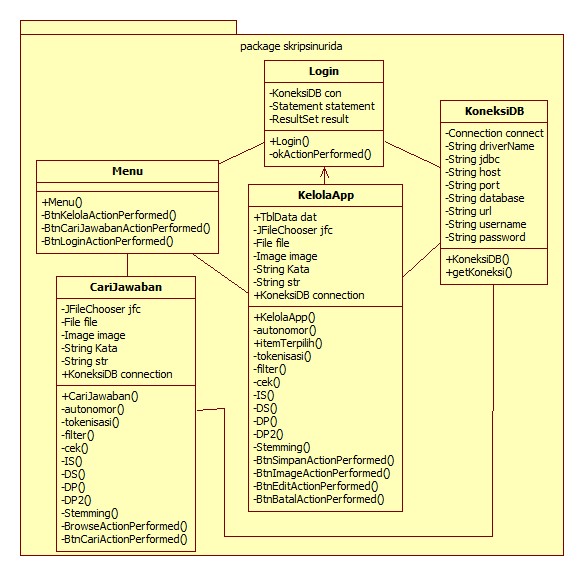 package skripsinurida
Login
-KoneksiDB con
-Statement statement
-ResultSet result
+Login()
-okActionPerformed()
KoneksiDB
-Connection connect
-String driverName
-String jdbc
-String host
-String port
-String database
-String url
-String username
-String password
+KoneksiDB()
+getKoneksi()
Menu
+Menu()
-BtnKelolaActionPerformed()
-BtnCariJawabanActionPerformed()
-BtnLoginActionPerformed()
KelolaApp
+TblData dat
-JFileChooser jfc
-File file
-Image image
-String Kata
-String str
+KoneksiDB connection
+KelolaApp()
-autonomor()
+itemTerpilih()
-tokenisasi()
-filter()
-cek()
-IS()
-DS()
-DP()
-DP2()
-Stemming()
-BtnSimpanActionPerformed()
-BtnImageActionPerformed()
-BtnEditActionPerformed()
-BtnBatalActionPerformed()
CariJawaban
-JFileChooser jfc
-File file
-Image image
-String Kata
-String str
+KoneksiDB connection
+CariJawaban()
-autonomor()
-tokenisasi()
-filter()
-cek()
-IS()
-DS()
-DP()
-DP2()
-Stemming()
-BrowseActionPerformed()
-BtnCariActionPerformed()